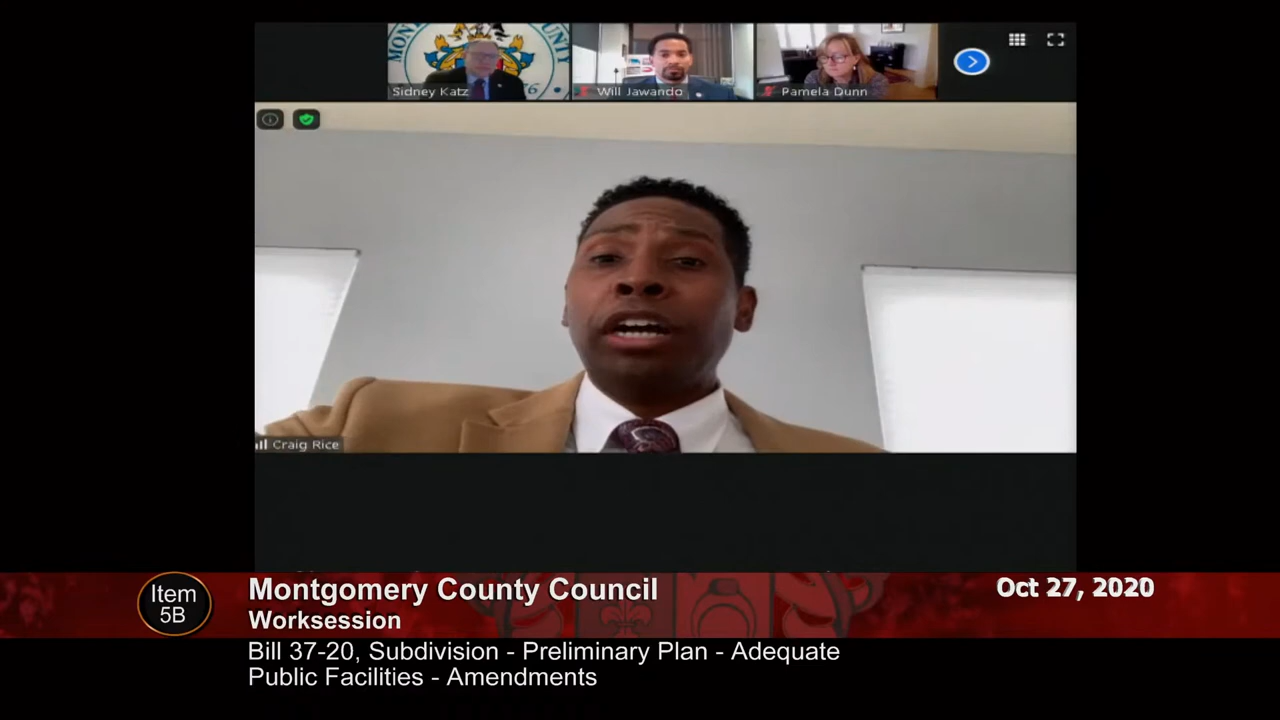 Sidney Katz
Will Jawando
Pamela Dunn
Craig Rice
Item
5B
Montgomery County Council
Worksession
Oct 27, 2020
Bill 37-20, Subdivision - Preliminary Plan - Adequate
Public Facilities - Amendments